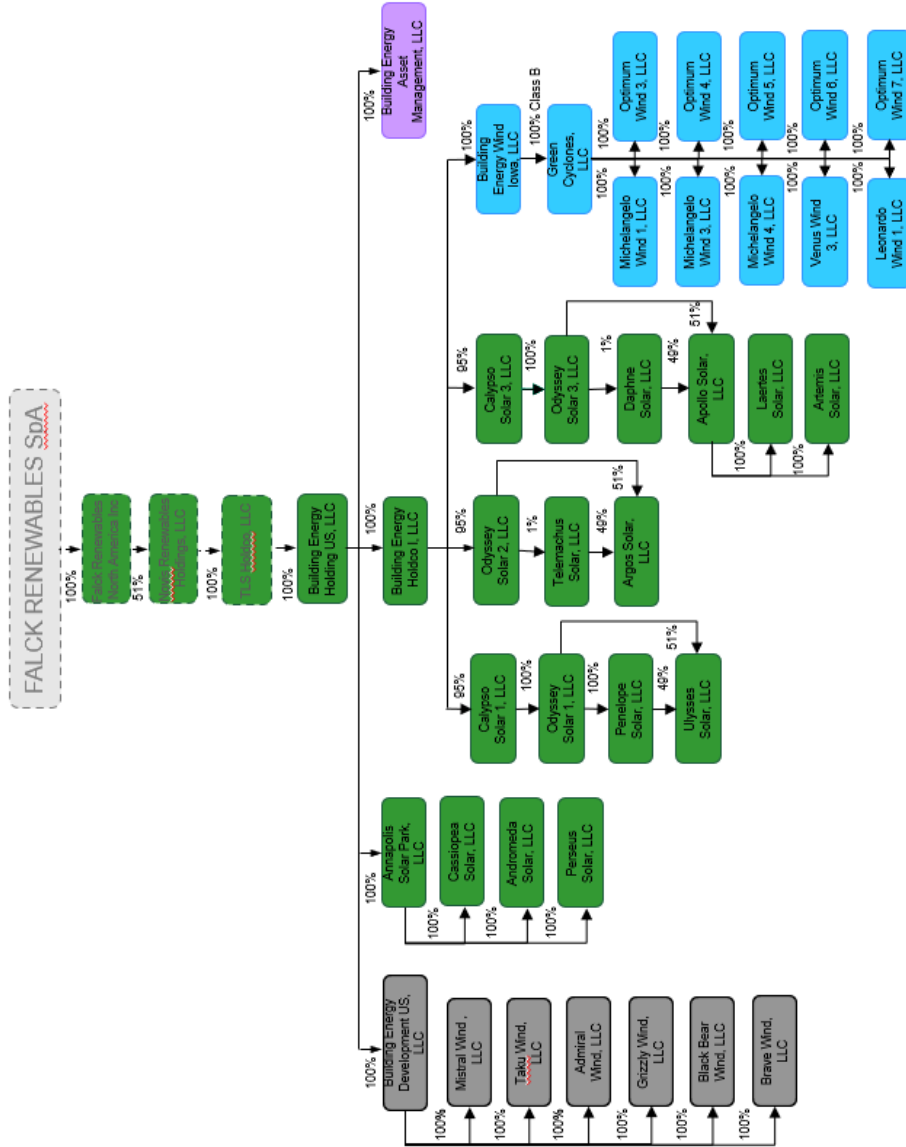 FALCK RENEWABLES SpA
100%
Falck Renewables
North America Inc
51%
Novis Renewables
Holdings, LLC
100%
TLS Holdco, LLC
100%
Building Energy
Holding US, LLC
100%
Building Energy
Development US,
LLC
100%
Mistral Wind ,
LLC
100%
Taku Wind,
LLC
100%
Admiral
Wind, LLC
100%
Grizzly Wind,
LLC
100%
Black Bear
Wind, LLC
100%
Brave Wind,
LLC
100%
Annapolis
Solar Park,
LLC
100%
Cassiopea
Solar, LLC
100%
Andromeda
Solar, LLC
100%
Perseus
Solar, LLC
100%
Building Energy
Holdco I, LLC
95%
Calypso
Solar 1, LLC
100%
Odyssey
Solar 1, LLC
100%
Penelope
Solar, LLC
49%
51%
Ulysses
Solar, LLC
95%
Odyssey
Solar 2, LLC
1%
Telemachus
Solar, LLC
49%
51%
Argos Solar,
LLC
95%
Calypso
Solar 3, LLC
100%
Odyssey
Solar 3, LLC
1%
Daphne
Solar, LLC
49%
51%
Apollo Solar,
LLC
100%
Laertes
Solar, LLC
100%
Artemis
Solar, LLC
100%
Building
Energy Wind
Iowa, LLC
100% Class B
Green
Cyclones,
LLC
100%
100%
Michelangelo
Wind 1, LLC
Optimum
Wind 3, LLC
100%
100%
Michelangelo
Wind 3, LLC
Optimum
Wind 4, LLC
100%
100%
Michelangelo
Wind 4, LLC
Optimum
Wind 5, LLC
100%
100%
Venus Wind
3, LLC
Optimum
Wind 6, LLC
100%
100%
Leonardo
Wind 1, LLC
Optimum
Wind 7, LLC
100%
Building Energy
Asset
Management, LLC